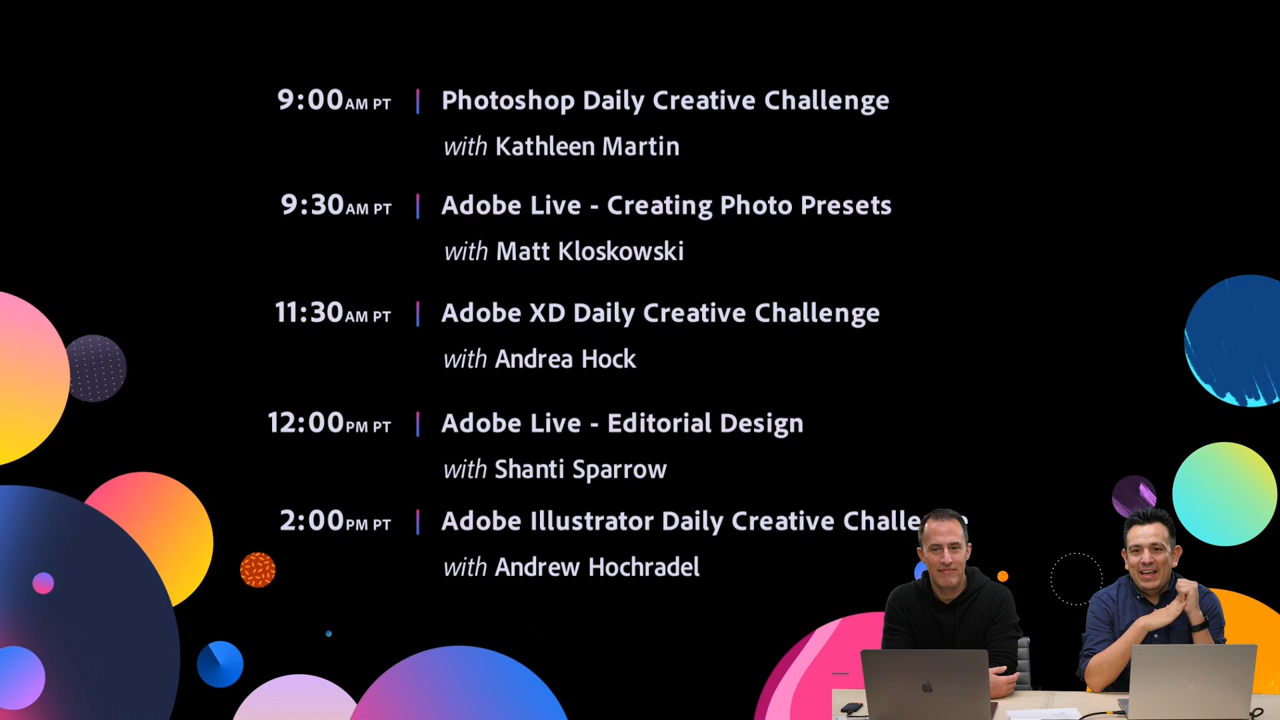 9:00AM PT | Photoshop Daily Creative Challenge
with Kathleen Martin
9:30AM PT | Adobe Live - Creating Photo Presets
with Matt Kloskowski
11:30AM PT | Adobe XD Daily Creative Challenge
with Andrea Hock
12:00PM PT | Adobe Live - Editorial Design
with Shanti Sparrow
2:00PM PT | Adobe Illustrator Daily Creative
with Andrew Hochradel